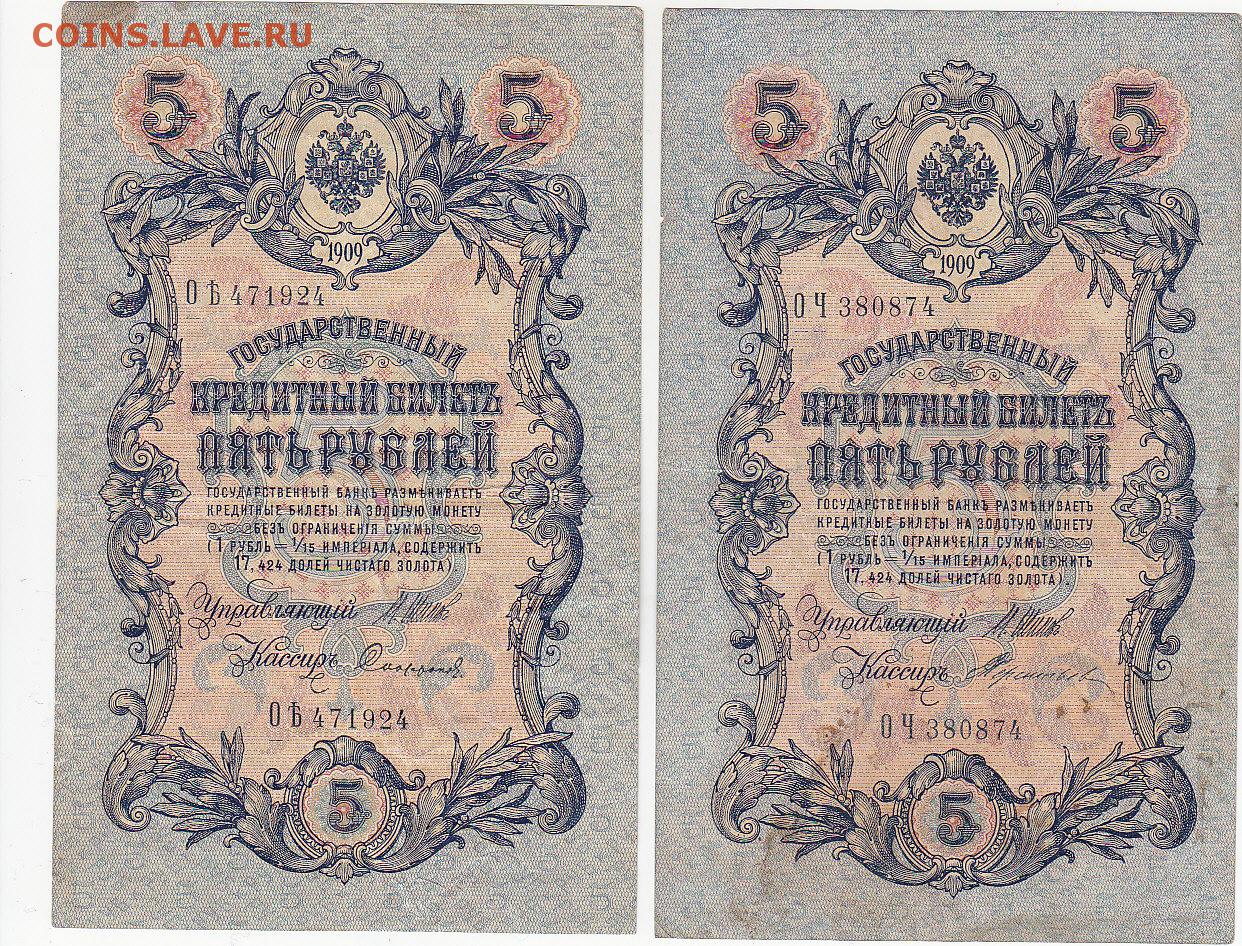 COINS.LAVE.RU
5 5
1909
ОѢ 471924
ГОСУДАРСТВЕННЫЙ
КРЕДИТНЫЙ БИЛЕТЪ
ПЯТЬ РУБЛЕЙ
ГОСУДАРСТВЕННЫЙ БАНКЪ РАЗМѢНИВАЕТЪ
КРЕДИТНЫЕ БИЛЕТЫ НА ЗОЛОТУЮ МОНЕТУ
БЕЗЪ ОГРАНИЧЕНІЯ СУММЫ
(1 РУБЛЬ — 1/15 ИМПЕРІАЛА, СОДЕРЖИТЪ
17,424 ДОЛЕЙ ЧИСТАГО ЗОЛОТА)
Управляющій
Кассиръ
ОѢ 471924
5
5 5
1909
ОЧ 380874
ГОСУДАРСТВЕННЫЙ
КРЕДИТНЫЙ БИЛЕТЪ
ПЯТЬ РУБЛЕЙ
ГОСУДАРСТВЕННЫЙ БАНКЪ РАЗМѢНИВАЕТЪ
КРЕДИТНЫЕ БИЛЕТЫ НА ЗОЛОТУЮ МОНЕТУ
БЕЗЪ ОГРАНИЧЕНІЯ СУММЫ
(1 РУБЛЬ — 1/15 ИМПЕРІАЛА, СОДЕРЖИТЪ
17,424 ДОЛЕЙ ЧИСТАГО ЗОЛОТА)
Управляющій
Кассиръ
ОЧ 380874
5